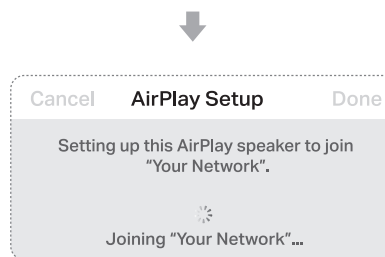 Cancel AirPlay Setup Done
Setting up this AirPlay speaker to join
“Your Network”.
Joining “Your Network”...